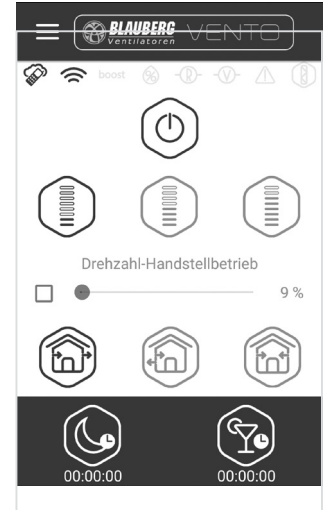 BLAUBERG VENTO
Ventilatoren
boost
R
V
Drehzahl-Handstellbetrieb
9 %
00:00:00 00:00:00